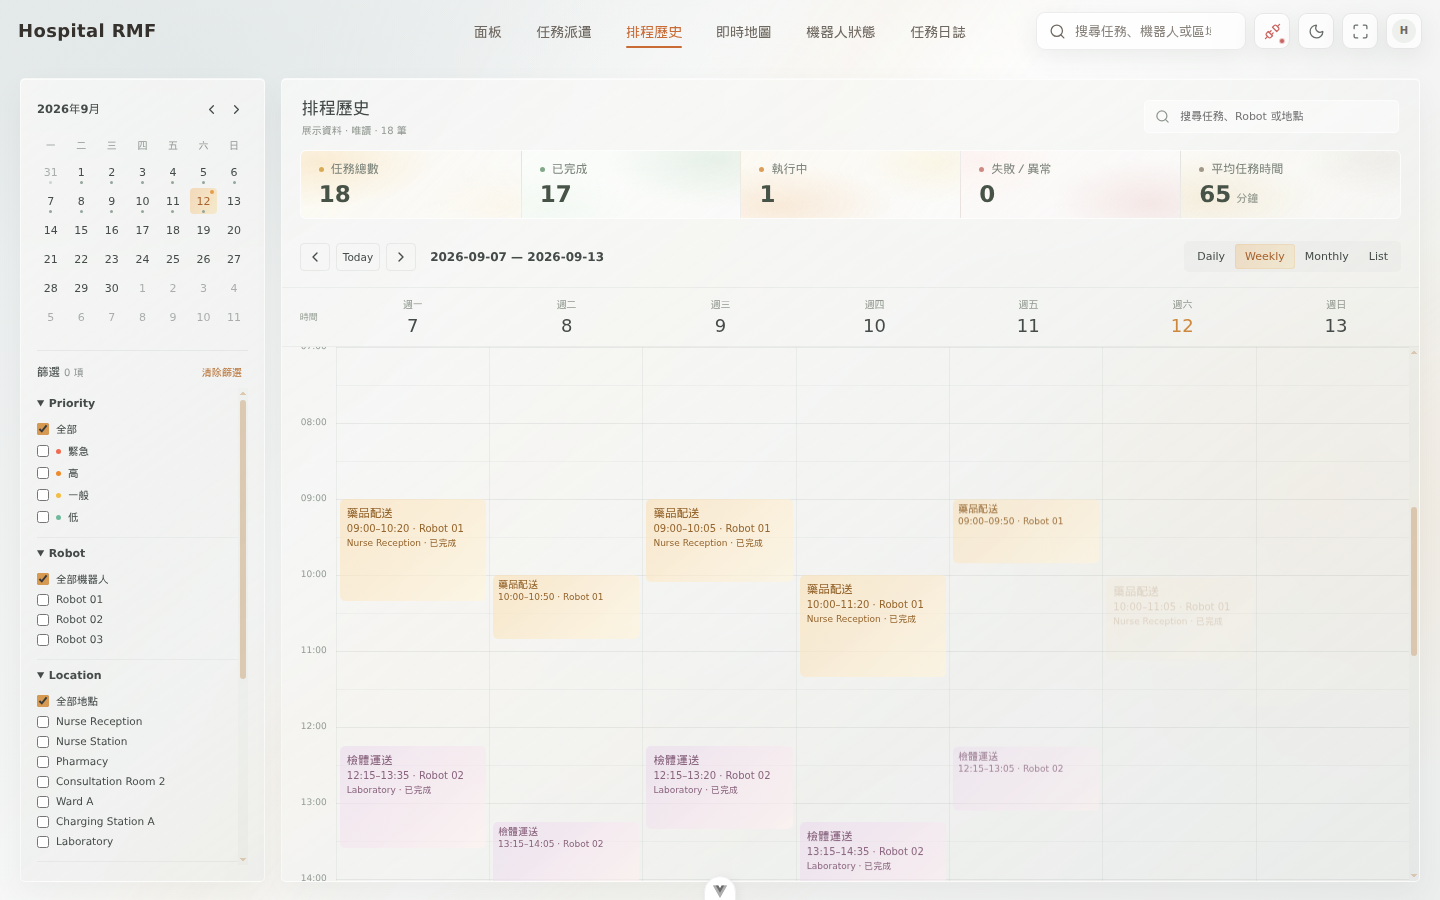 Hospital RMF
面板 任務派遣 排程歷史 即時地圖 機器人狀態 任務日誌
搜尋任務、機器人或區
H
2026年9月
一 二 三 四 五 六 日
31 1 2 3 4 5 6
7 8 9 10 11 12 13
14 15 16 17 18 19 20
21 22 23 24 25 26 27
28 29 30 1 2 3 4
5 6 7 8 9 10 11
篩選 0 項 清除篩選
Priority
全部
緊急
高
一般
低
Robot
全部機器人
Robot 01
Robot 02
Robot 03
Location
全部地點
Nurse Reception
Nurse Station
Pharmacy
Consultation Room 2
Ward A
Charging Station A
Laboratory
排程歷史
展示資料 · 唯讀 · 18 筆
搜尋任務、Robot 或地點
任務總數
18
已完成
17
執行中
1
失敗 / 異常
0
平均任務時間
65 分鐘
Today
2026-09-07 — 2026-09-13
Daily Weekly Monthly List
時間
週一 週二 週三 週四 週五 週六 週日
7 8 9 10 11 12 13
07:00
08:00
09:00
10:00
11:00
12:00
13:00
14:00
藥品配送
09:00–10:20 · Robot 01
Nurse Reception · 已完成
檢體運送
12:15–13:35 · Robot 02
Laboratory · 已完成
藥品配送
10:00–10:50 · Robot 01
檢體運送
13:15–14:05 · Robot 02
藥品配送
09:00–10:05 · Robot 01
Nurse Reception · 已完成
檢體運送
12:15–13:20 · Robot 02
Laboratory · 已完成
藥品配送
10:00–11:20 · Robot 01
Nurse Reception · 已完成
檢體運送
13:15–14:35 · Robot 02
Laboratory · 已完成
藥品配送
09:00–09:50 · Robot 01
檢體運送
12:15–13:05 · Robot 02
藥品配送
10:00–11:05 · Robot 01
Nurse Reception · 已完成